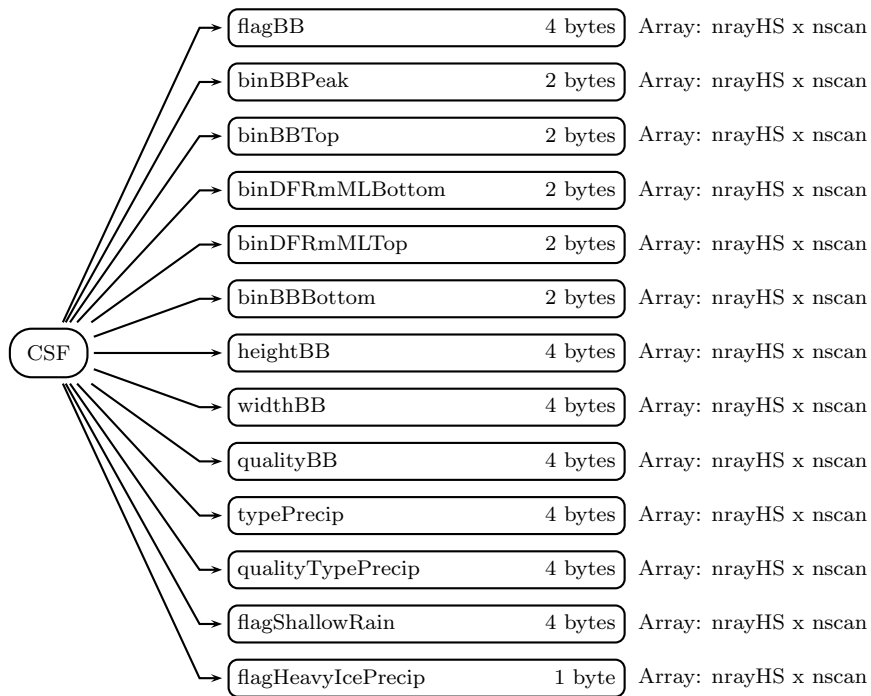 flagBB 4 bytes Array: nrayHS x nscan
binBBPeak 2 bytes Array: nrayHS x nscan
binBBTop 2 bytes Array: nrayHS x nscan
binDFRmMLBottom 2 bytes Array: nrayHS x nscan
binDFRmMLTop 2 bytes Array: nrayHS x nscan
binBBBottom 2 bytes Array: nrayHS x nscan
CSF heightBB 4 bytes Array: nrayHS x nscan
widthBB 4 bytes Array: nrayHS x nscan
qualityBB 4 bytes Array: nrayHS x nscan
typePrecip 4 bytes Array: nrayHS x nscan
qualityTypePrecip 4 bytes Array: nrayHS x nscan
flagShallowRain 4 bytes Array: nrayHS x nscan
flagHeavyIcePrecip 1 byte Array: nrayHS x nscan